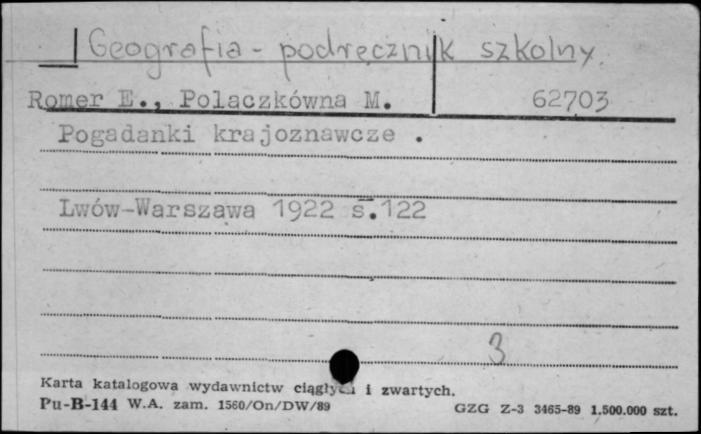 Geografia - podręcznik szkolny
Romer E., Polaczkówna M. 62703
Pogadanki krajoznawcze .
Lwów-Warszawa 1922 s.122
3
Karta katalogowa wydawnictw ciągłych i zwartych.
Pu-B-144 W.A. zam. 1560/On/DW/89 GZG Z-3 3465-89 1.500.000 szt.